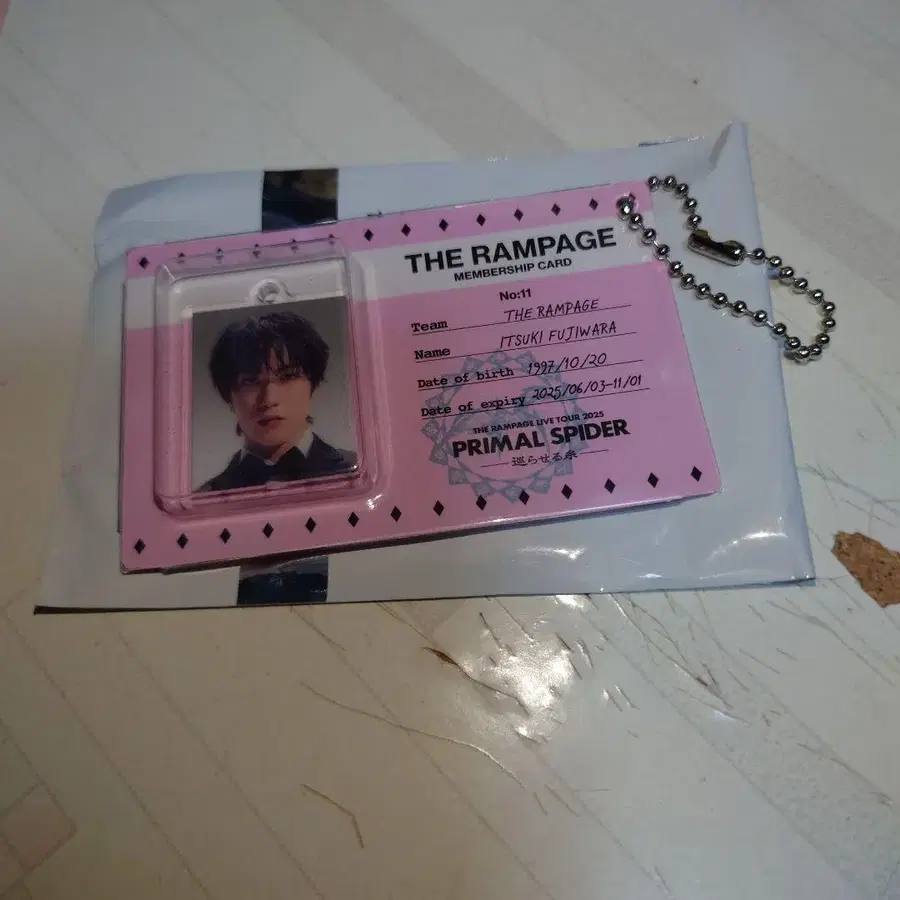 THE RAMPAGE
MEMBERSHIP CARD
No:11
Team THE RAMPAGE
Name ITSUKI FUJIWARA
Date of birth 1997/10/20
Date of expiry 2025/06/03-11/01
THE RAMPAGE LIVE TOUR 2025
PRIMAL SPIDER
巡らせる糸